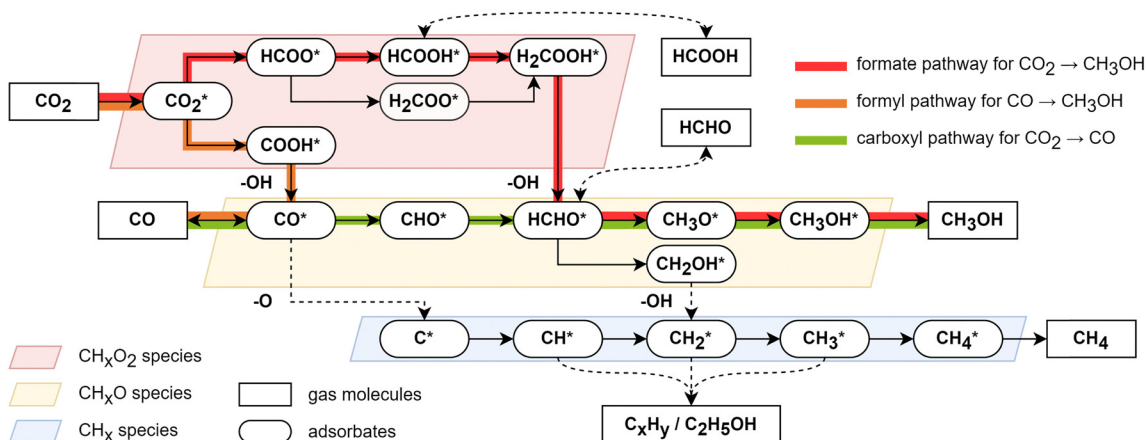 HCOO*
HCOOH*
H2COOH*
HCOOH
formate pathway for CO2 → CH3OH
CO2
CO2*
H2COO*
formyl pathway for CO → CH3OH
HCHO
carboxyl pathway for CO2 → CO
COOH*
-OH
-OH
CO
CO*
CHO*
HCHO*
CH3O*
CH3OH*
CH3OH
CH2OH*
-O
-OH
C*
CH*
CH2*
CH3*
CH4*
CH4
CHXO2 species
CHXO species
gas molecules
CHX species
adsorbates
CXHy / C2H5OH